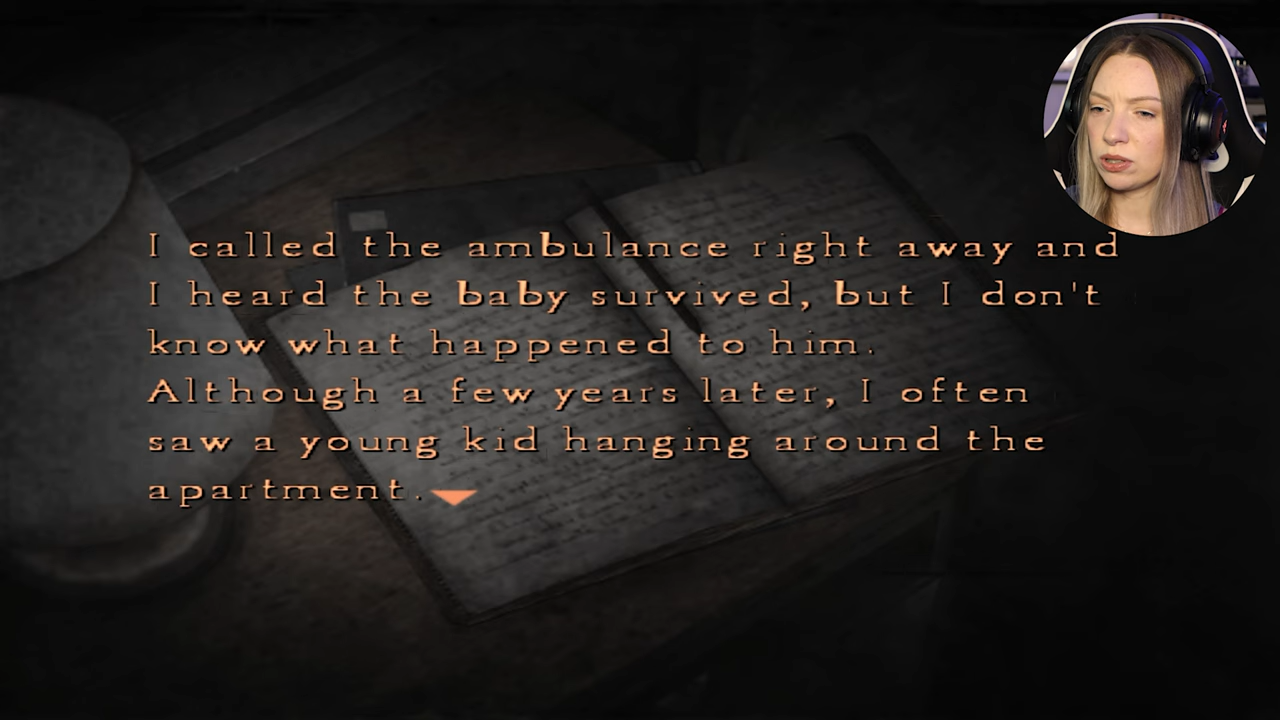 I called the ambulance right away and
I heard the baby survived, but I don't
know what happened to him.
Although a few years later, I often
saw a young kid hanging around the
apartment.